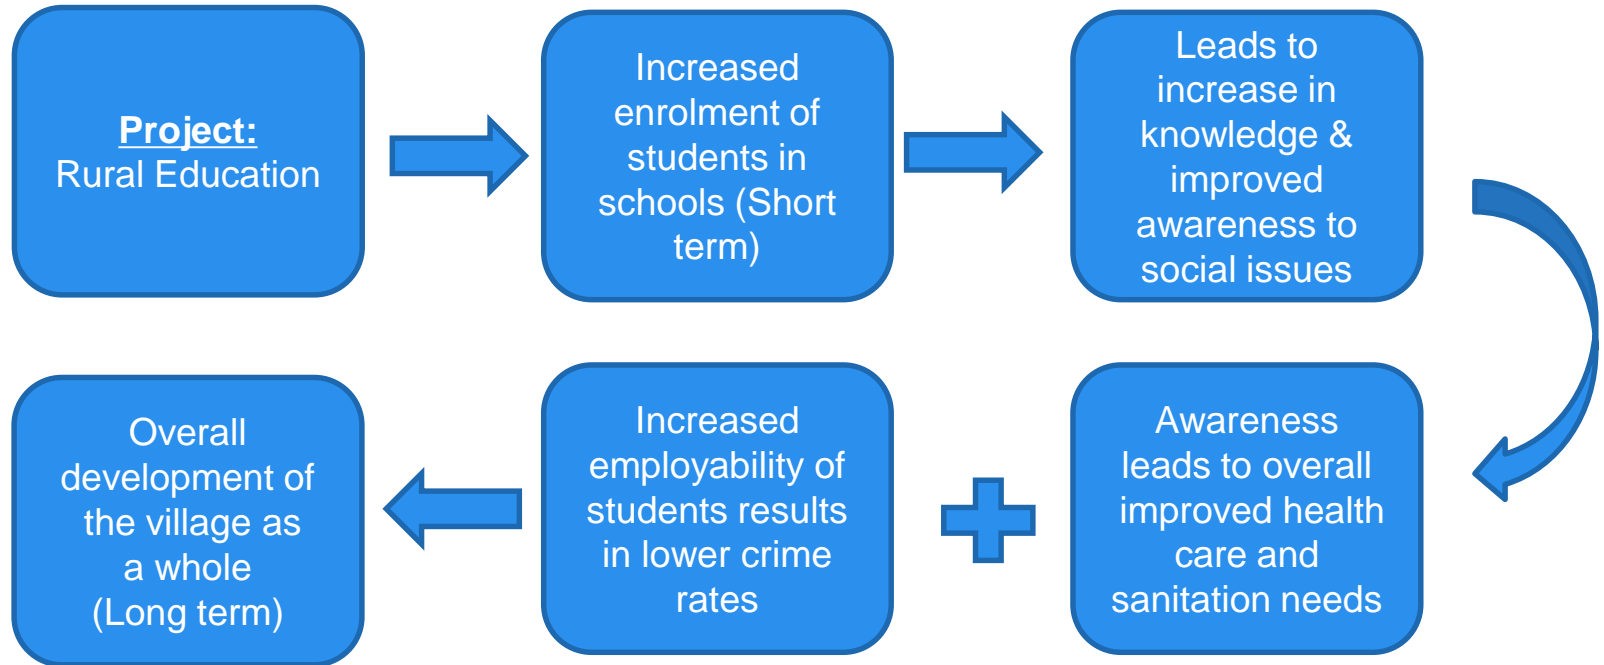 Project:
Rural Education
Increased
enrolment of
students in
schools (Short
term)
Leads to
increase in
knowledge &
improved
awareness to
social issues
Overall
development of
the village as
a whole
(Long term)
Increased
employability of
students results
in lower crime
rates
Awareness
leads to overall
improved health
care and
sanitation needs